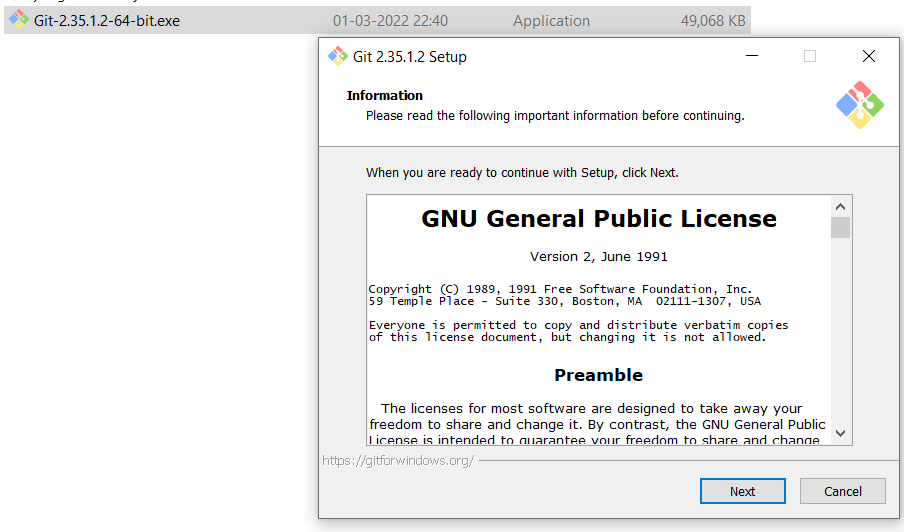 Git-2.35.1.2-64-bit.exe 01-03-2022 22:40 Application 49,068 KB
Git 2.35.1.2 Setup
Information
Please read the following important information before continuing.
When you are ready to continue with Setup, click Next.
GNU General Public License
Version 2, June 1991
Copyright (C) 1989, 1991 Free Software Foundation, Inc.
59 Temple Place - Suite 330, Boston, MA  02111-1307, USA
Everyone is permitted to copy and distribute verbatim copies
of this license document, but changing it is not allowed.
Preamble
The licenses for most software are designed to take away your
freedom to share and change it. By contrast, the GNU General Public
License is intended to guarantee your freedom to share and change
https://gitforwindows.org/
Next Cancel